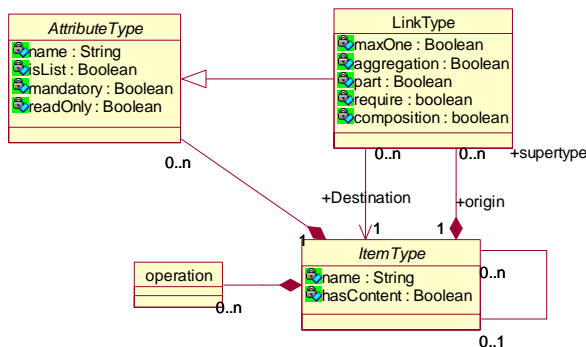 AttributeType
name : String
isList : Boolean
mandatory : Boolean
readOnly : Boolean
LinkType
maxOne : Boolean
aggregation : Boolean
part : Boolean
require : boolean
composition : boolean
0..n
0..n
0..n
+supertype
+Destination
+origin
1
1
1
ItemType
name : String
hasContent : Boolean
operation
0..n
0..n
0..1